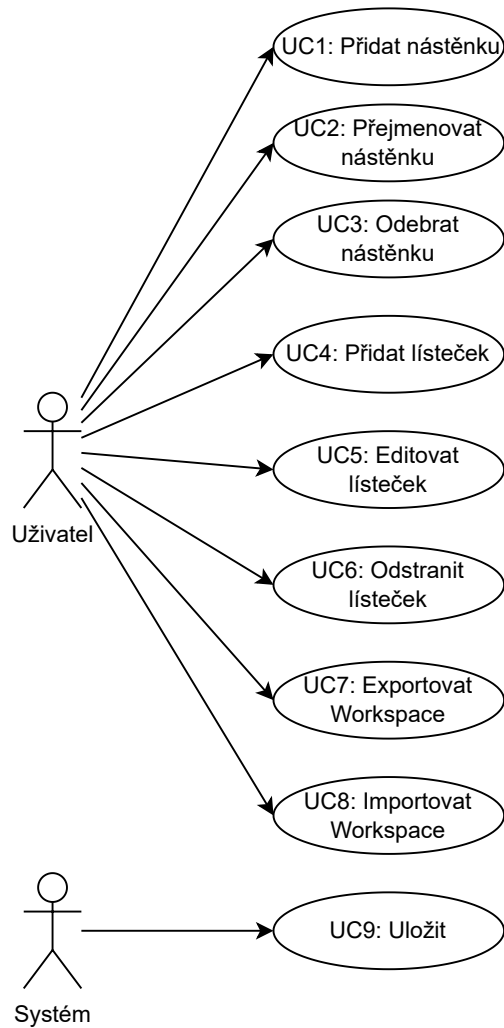 UC1: Přidat nástěnku
UC2: Přejmenovat
nástěnku
UC3: Odebrat
nástěnku
UC4: Přidat lísteček
UC5: Editovat
lísteček
Uživatel
UC6: Odstranit
lísteček
UC7: Exportovat
Workspace
UC8: Importovat
Workspace
UC9: Uložit
Systém